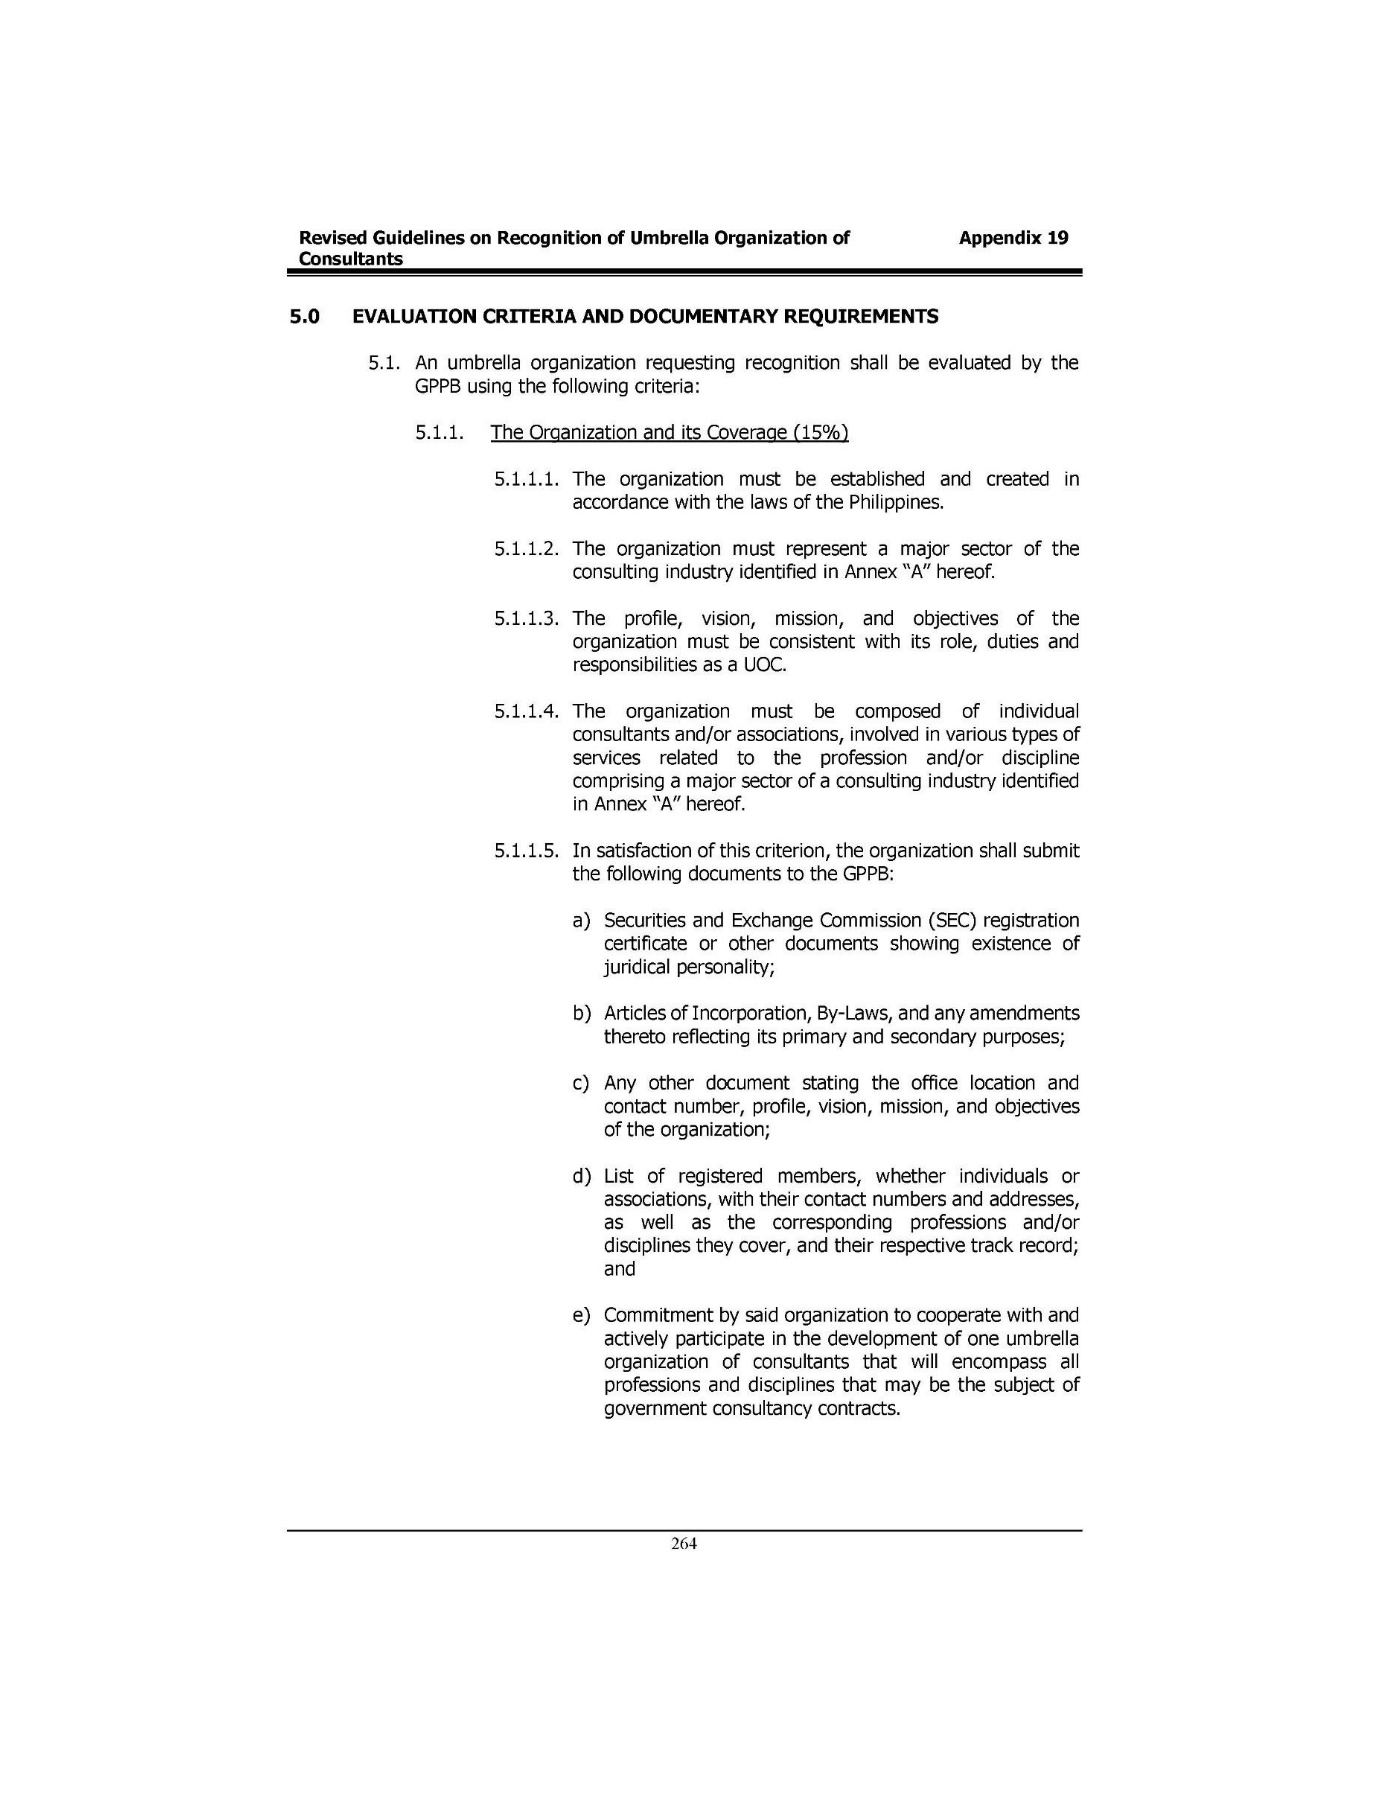 Revised Guidelines on Recognition of Umbrella Organization of Appendix 19
Consultants
5.0 EVALUATION CRITERIA AND DOCUMENTARY REQUIREMENTS
5.1. An umbrella organization requesting recognition shall be evaluated by the
GPPB using the following criteria:
5.1.1. The Organization and its Coverage (15%)
5.1.1.1. The organization must be established and created in
accordance with the laws of the Philippines.
5.1.1.2. The organization must represent a major sector of the
consulting industry identified in Annex “A” hereof.
5.1.1.3. The profile, vision, mission, and objectives of the
organization must be consistent with its role, duties and
responsibilities as a UOC.
5.1.1.4. The organization must be composed of individual
consultants and/or associations, involved in various types of
services related to the profession and/or discipline
comprising a major sector of a consulting industry identified
in Annex “A” hereof.
5.1.1.5. In satisfaction of this criterion, the organization shall submit
the following documents to the GPPB:
a) Securities and Exchange Commission (SEC) registration
certificate or other documents showing existence of
juridical personality;
b) Articles of Incorporation, By-Laws, and any amendments
thereto reflecting its primary and secondary purposes;
c) Any other document stating the office location and
contact number, profile, vision, mission, and objectives
of the organization;
d) List of registered members, whether individuals or
associations, with their contact numbers and addresses,
as well as the corresponding professions and/or
disciplines they cover, and their respective track record;
and
e) Commitment by said organization to cooperate with and
actively participate in the development of one umbrella
organization of consultants that will encompass all
professions and disciplines that may be the subject of
government consultancy contracts.
264